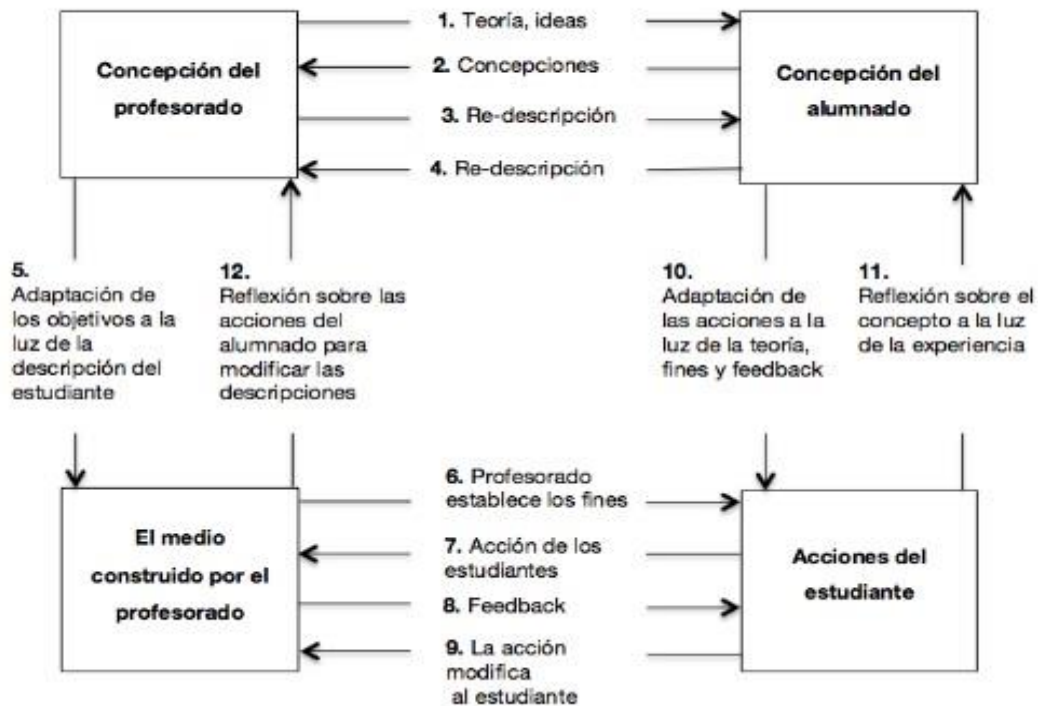 Concepción del
profesorado
1. Teoría, ideas
2. Concepciones
3. Re-descripción
4. Re-descripción
Concepción del
alumnado
5.
Adaptación de
los objetivos a la
luz de la
descripción del
estudiante
12.
Reflexión sobre las
acciones del
alumnado para
modificar las
descripciones
10.
Adaptación de
las acciones a la
luz de la teoría,
fines y feedback
11.
Reflexión sobre el
concepto a la luz
de la experiencia
El medio
construido por el
profesorado
6. Profesorado
establece los fines
7. Acción de los
estudiantes
8. Feedback
9. La acción
modifica
al estudiante
Acciones del
estudiante